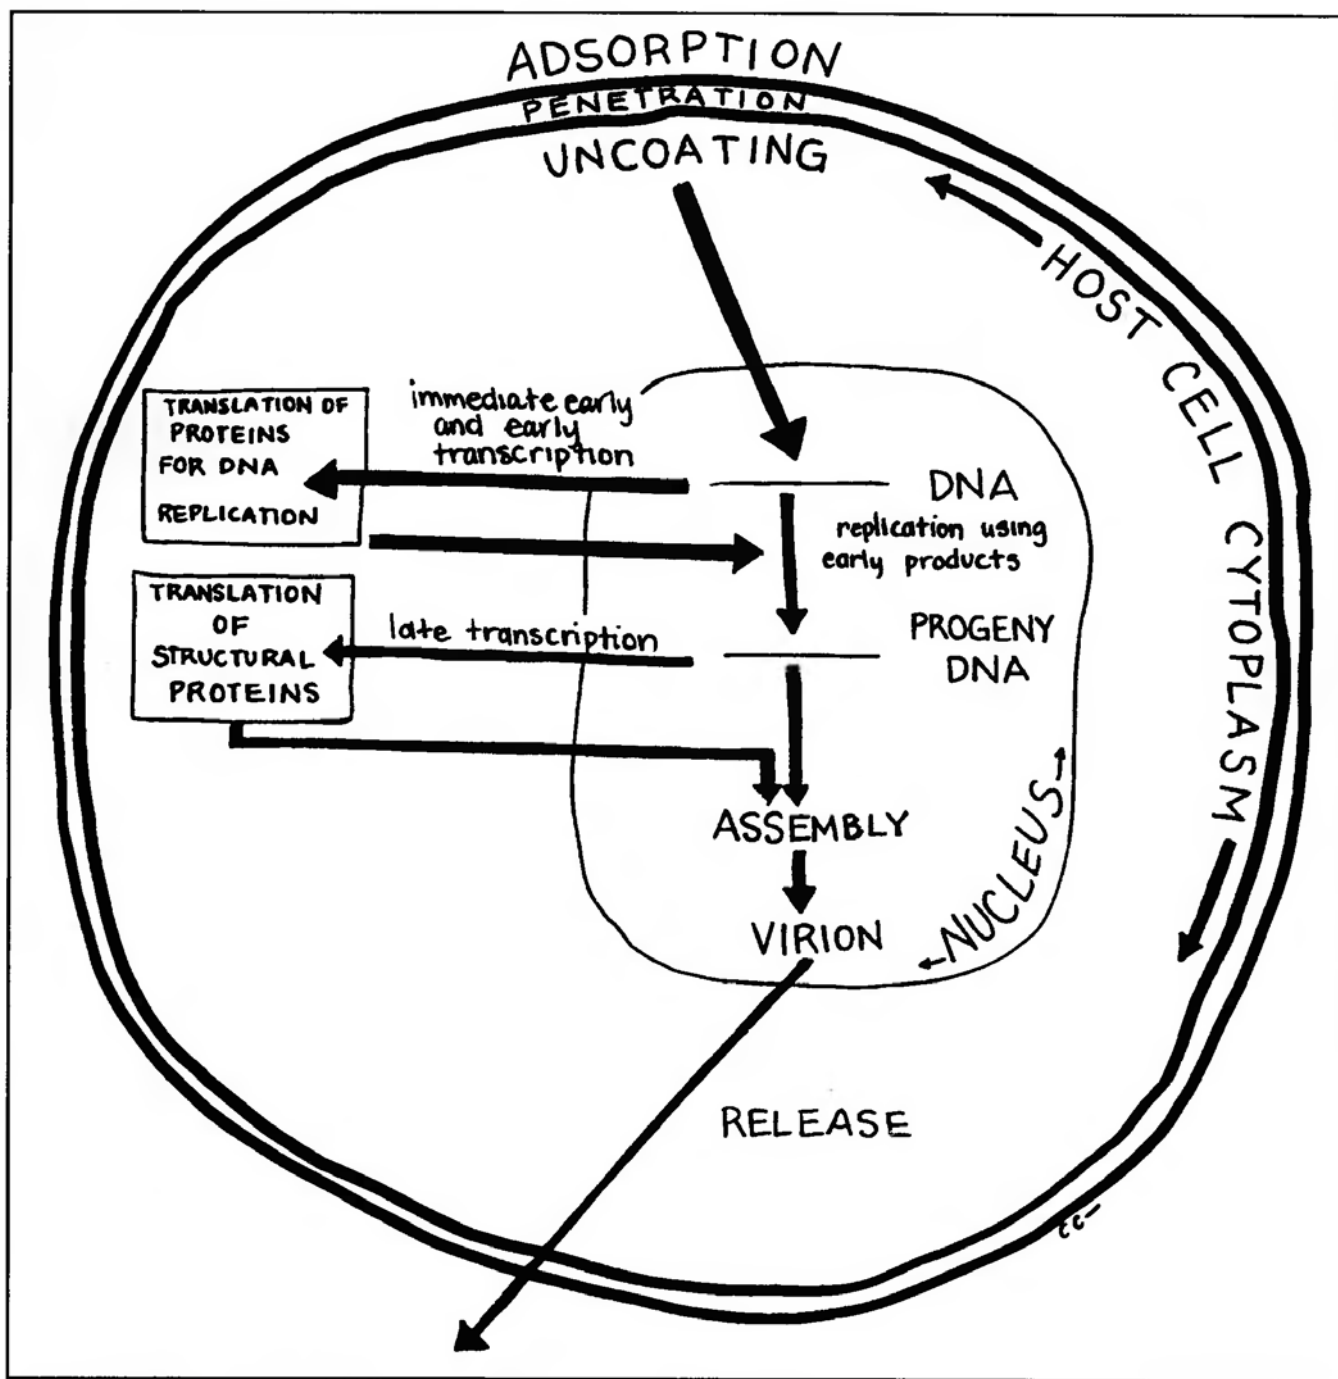 ADSORPTION
PENETRATION
UNCOATING
HOST CELL CYTOPLASM
TRANSLATION OF
PROTEINS
FOR DNA
REPLICATION
immediate early
and early
transcription
DNA
replication using
early products
TRANSLATION
OF
STRUCTURAL
PROTEINS
late transcription
PROGENY
DNA
ASSEMBLY
NUCLEUS
VIRION
RELEASE